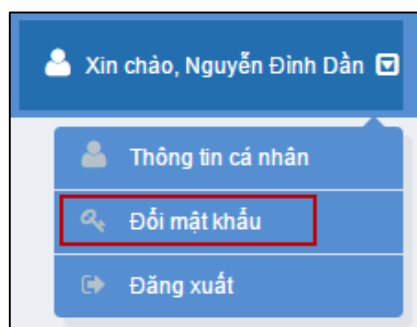 Xin chào, Nguyễn Đình Dần
Thông tin cá nhân
Đổi mật khẩu
Đăng xuất